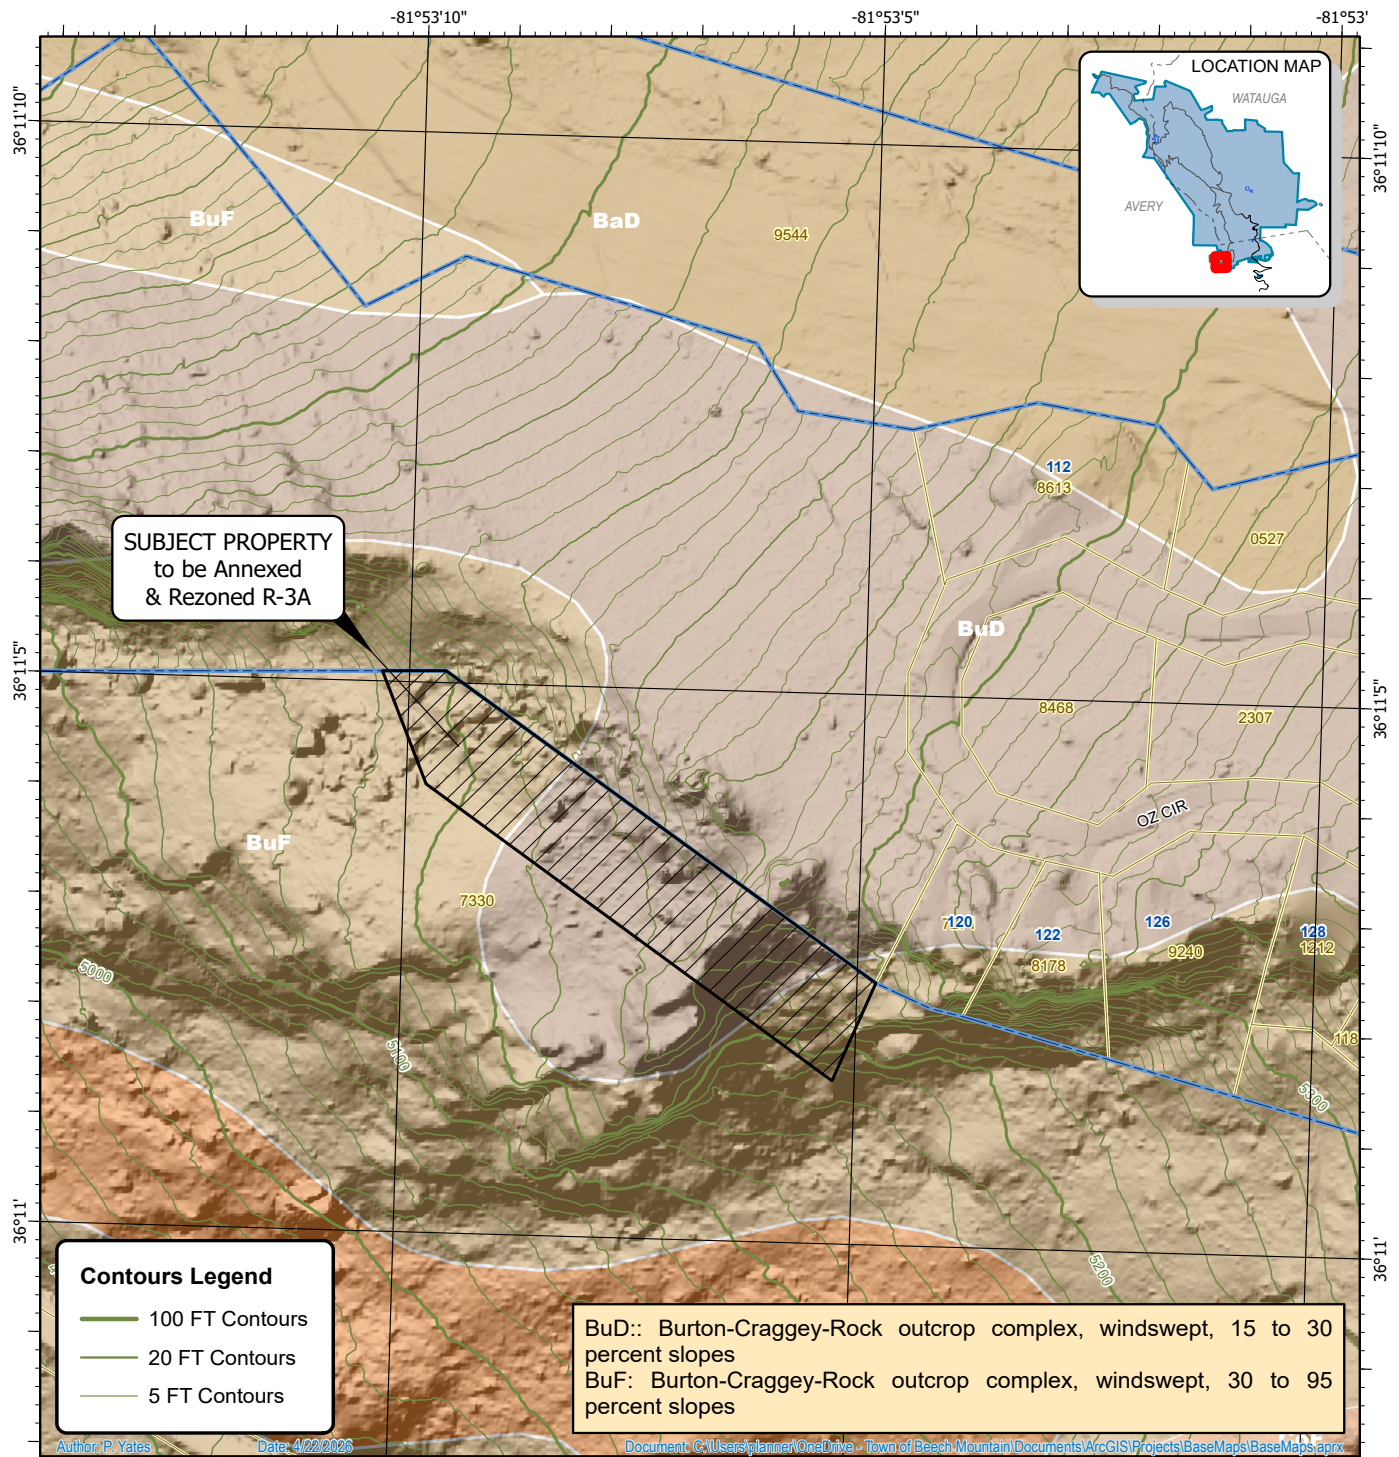 -81°53'10"
-81°53'5"
-81°53'
36°11'10"
36°11'10"
LOCATION MAP
WATAUGA
AVERY
BuF
BaD
9544
112
8613
0527
SUBJECT PROPERTY
to be Annexed
& Rezoned R-3A
BuD
36°11'5"
36°11'5"
8468
2307
OZ CIR
BuF
7330
120
122
126
128
8178
9240
1212
118
5000
5100
5300
5200
36°11'
36°11'
Contours Legend
100 FT Contours
20 FT Contours
5 FT Contours
BuD:: Burton-Craggey-Rock outcrop complex, windswept, 15 to 30
percent slopes
BuF: Burton-Craggey-Rock outcrop complex, windswept, 30 to 95
percent slopes
Author: P. Yates
Date: 4/22/2026
Document: C:\Users\planner\OneDrive - Town of Beech Mountain\Documents\ArcGIS\Projects\BaseMaps\BaseMaps.aprx